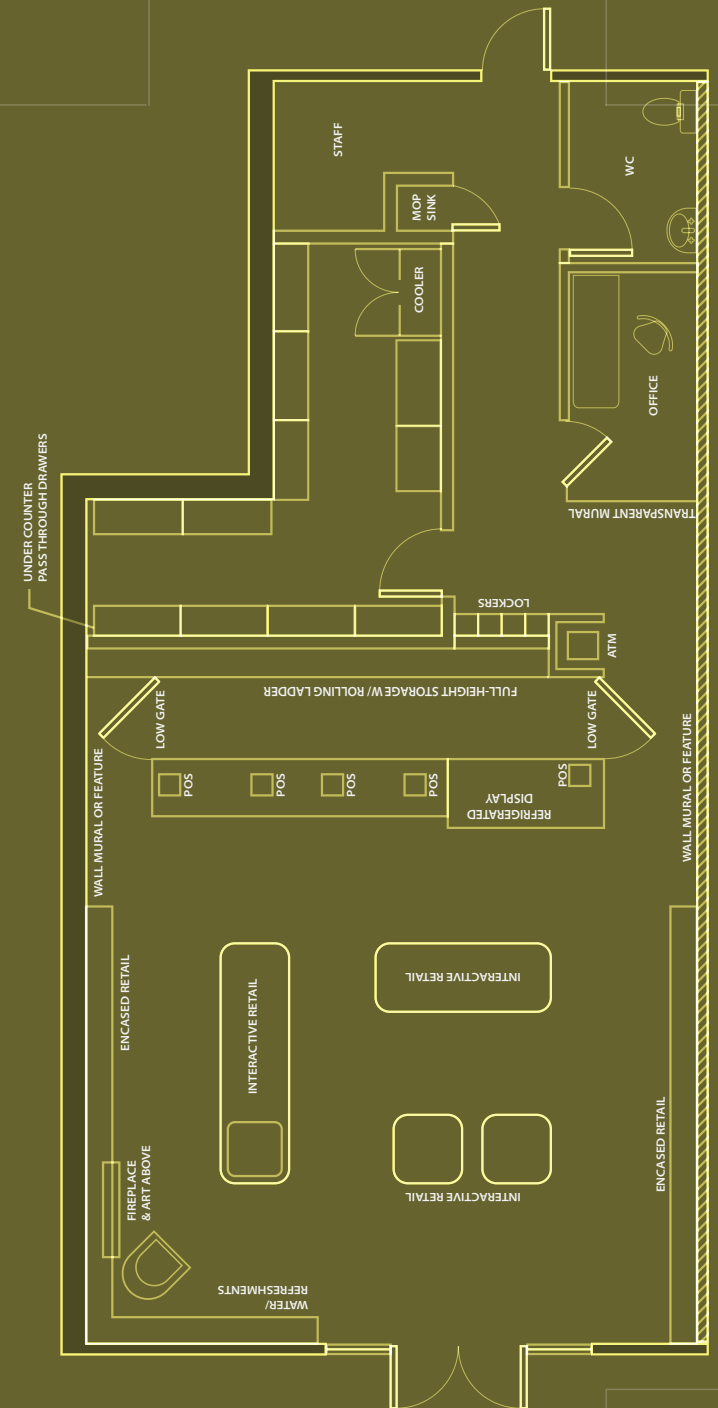 STAFF
MOP
SINK
WC
COOLER
OFFICE
UNDER COUNTER
PASS THROUGH DRAWERS
TRANSPARENT MURAL
LOCKERS
ATM
FULL-HEIGHT STORAGE W/ ROLLING LADDER
LOW GATE
LOW GATE
WALL MURAL OR FEATURE
WALL MURAL OR FEATURE
POS
POS
POS
POS
POS
REFRIGERATED
DISPLAY
ENCASED RETAIL
INTERACTIVE RETAIL
INTERACTIVE RETAIL
FIREPLACE
& ART ABOVE
INTERACTIVE RETAIL
ENCASED RETAIL
WATER/
REFRESHMENTS